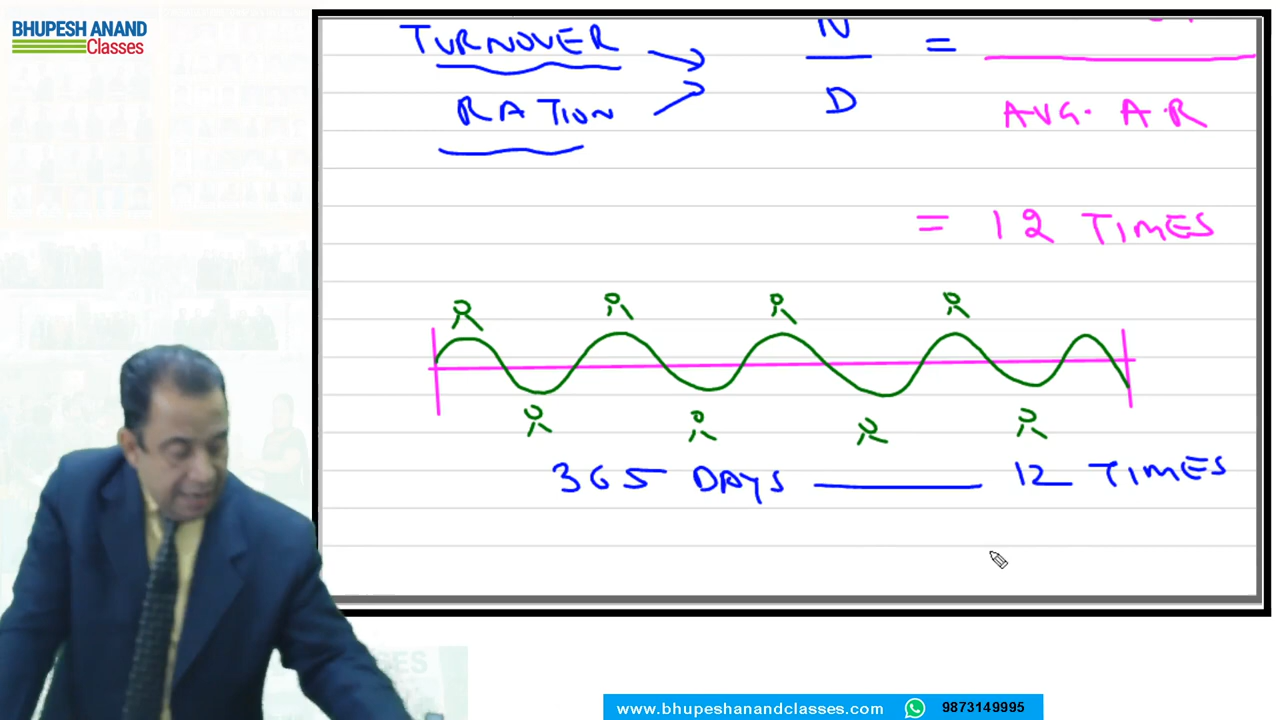 BHUPESH ANAND
Classes
TURNOVER
RATION
N
D
=
AVG. A.R
= 12 TIMES
365 DAYS 12 TIMES
www.bhupeshanandclasses.com 9873149995